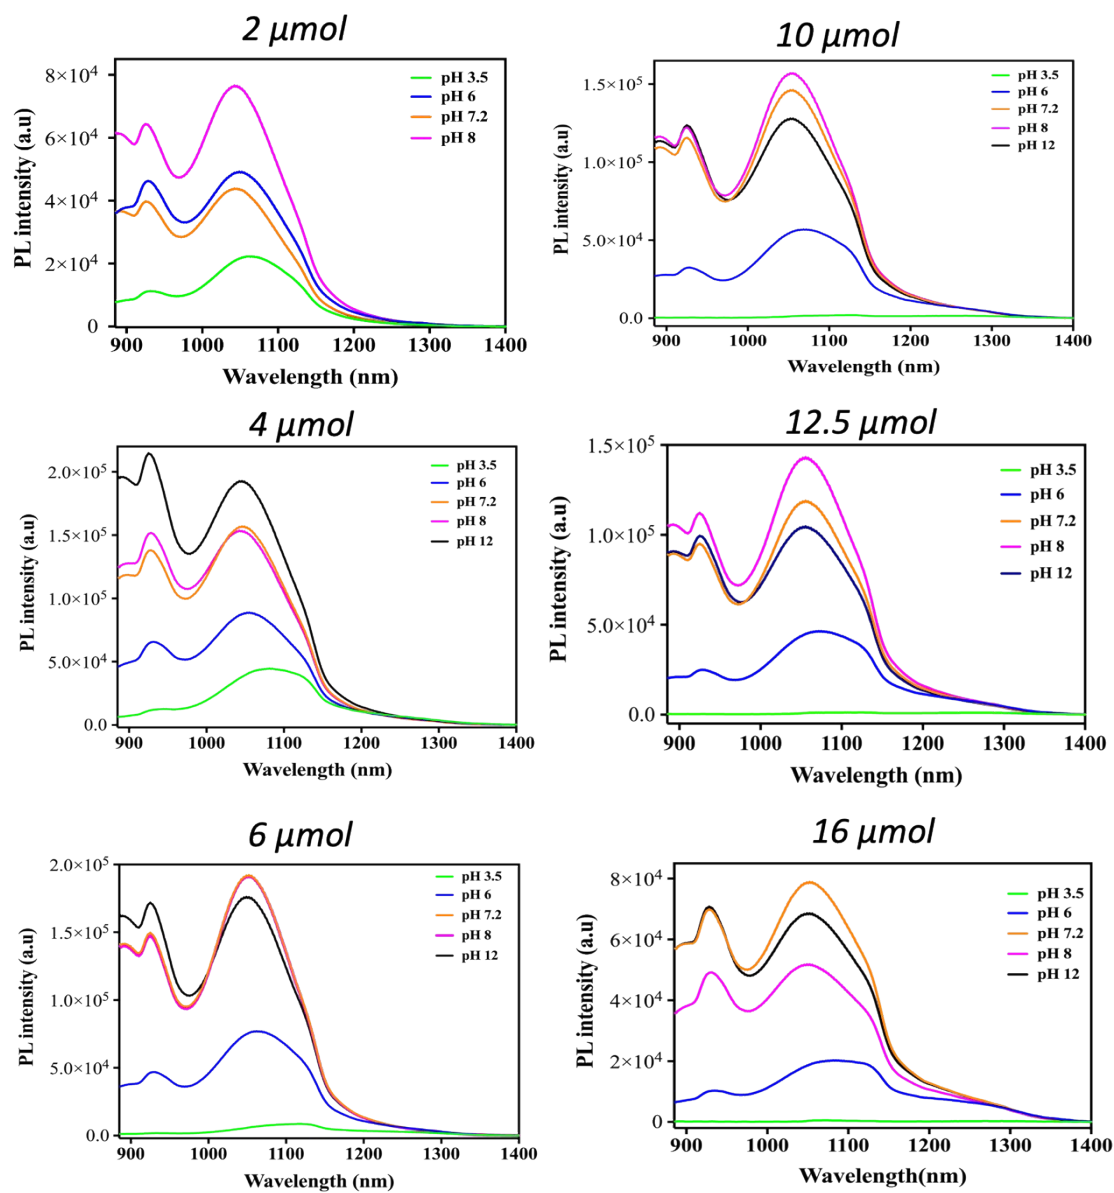 2 μmol
PL intensity (a.u)
8×10⁴
6×10⁴
4×10⁴
2×10⁴
0
900 1000 1100 1200 1300 1400
Wavelength (nm)
pH 3.5
pH 6
pH 7.2
pH 8
10 μmol
PL intensity (a.u)
1.5×10⁵
1.0×10⁵
5.0×10⁴
0.0
900 1000 1100 1200 1300 1400
Wavelength (nm)
pH 3.5
pH 6
pH 7.2
pH 8
pH 12
4 μmol
PL intensity (a.u)
2.0×10⁵
1.5×10⁵
1.0×10⁵
5.0×10⁴
0.0
900 1000 1100 1200 1300 1400
Wavelength (nm)
pH 3.5
pH 6
pH 7.2
pH 8
pH 12
12.5 μmol
PL intensity (a.u)
1.5×10⁵
1.0×10⁵
5.0×10⁴
0.0
900 1000 1100 1200 1300 1400
Wavelength (nm)
pH 3.5
pH 6
pH 7.2
pH 8
pH 12
6 μmol
PL intensity (a.u)
2.0×10⁵
1.5×10⁵
1.0×10⁵
5.0×10⁴
0.0
900 1000 1100 1200 1300 1400
Wavelength (nm)
pH 3.5
pH 6
pH 7.2
pH 8
pH 12
16 μmol
PL intensity (a.u)
8×10⁴
6×10⁴
4×10⁴
2×10⁴
0
900 1000 1100 1200 1300 1400
Wavelength(nm)
pH 3.5
pH 6
pH 7.2
pH 8
pH 12